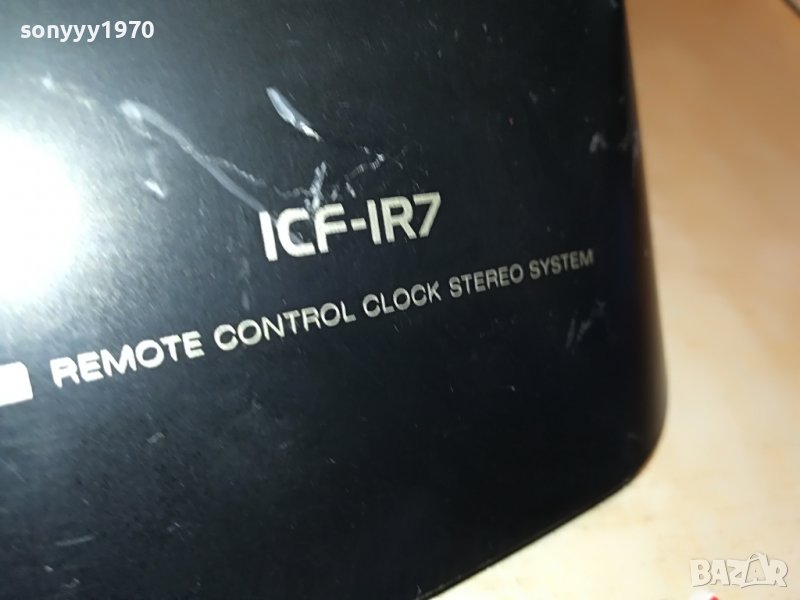 sonyyy1970
ICF-IR7
REMOTE CONTROL CLOCK STEREO SYSTEM
BAZAR